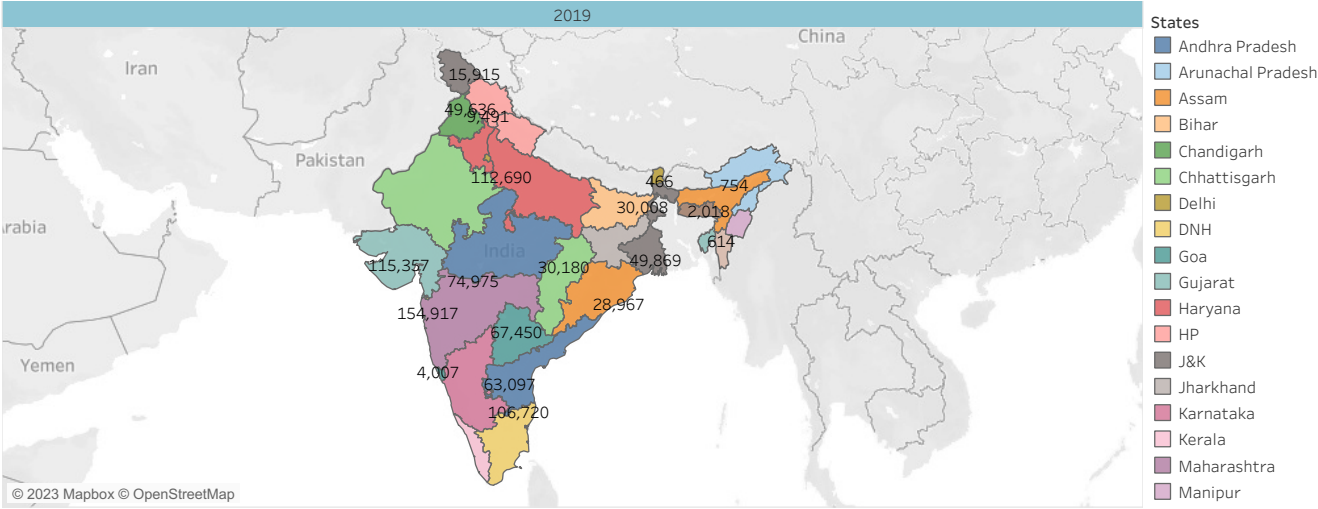 2019
China
Iran
Pakistan
Arabia
Yemen
India
15,915
49,636
9,491
112,690
466
754
30,008
2,018
614
115,357
74,975
30,180
49,869
28,967
154,917
67,450
4,007
63,097
106,720
© 2023 Mapbox © OpenStreetMap
States
Andhra Pradesh
Arunachal Pradesh
Assam
Bihar
Chandigarh
Chhattisgarh
Delhi
DNH
Goa
Gujarat
Haryana
HP
J&K
Jharkhand
Karnataka
Kerala
Maharashtra
Manipur